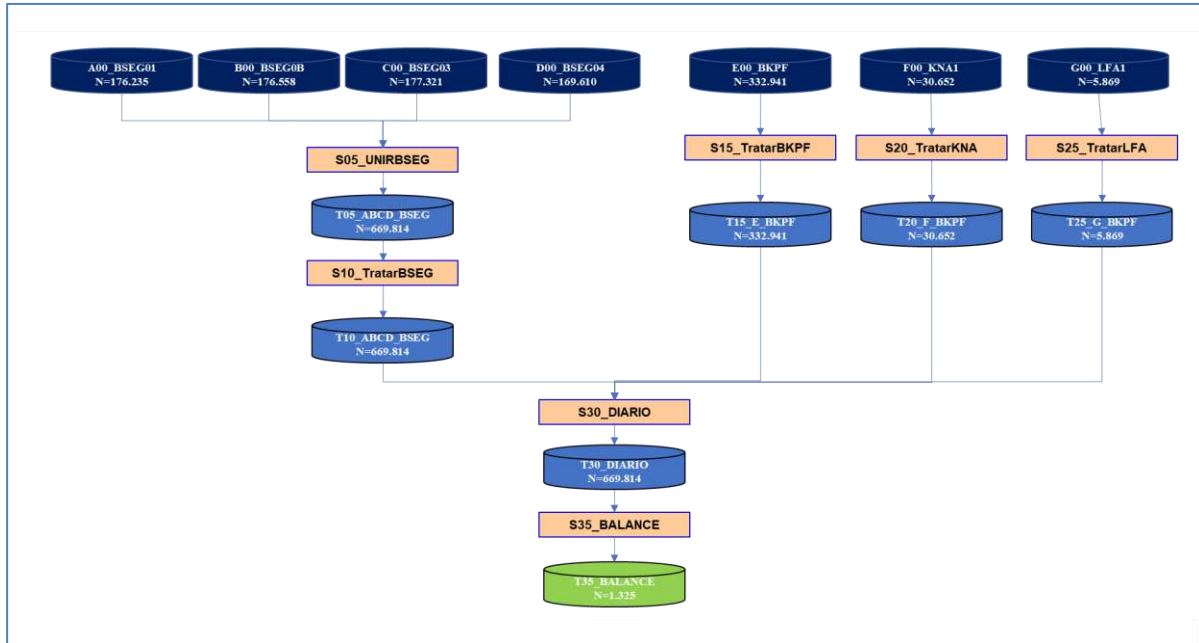 A00_BSEG01
N=176.235
B00_BSEG0B
N=176.558
C00_BSEG03
N=177.321
D00_BSEG04
N=169.610
E00_BKPF
N=332.941
F00_KNA1
N=30.652
G00_LFA1
N=5.869
S05_UNIRBSEG
S15_TratarBKPF
S20_TratarKNA
S25_TratarLFA
T05_ABCD_BSEG
N=669.814
T15_E_BKPF
N=332.941
T20_F_BKPF
N=30.652
T25_G_BKPF
N=5.869
S10_TratarBSEG
T10_ABCD_BSEG
N=669.814
S30_DIARIO
T30_DIARIO
N=669.814
S35_BALANCE
T35_BALANCE
N=1.325